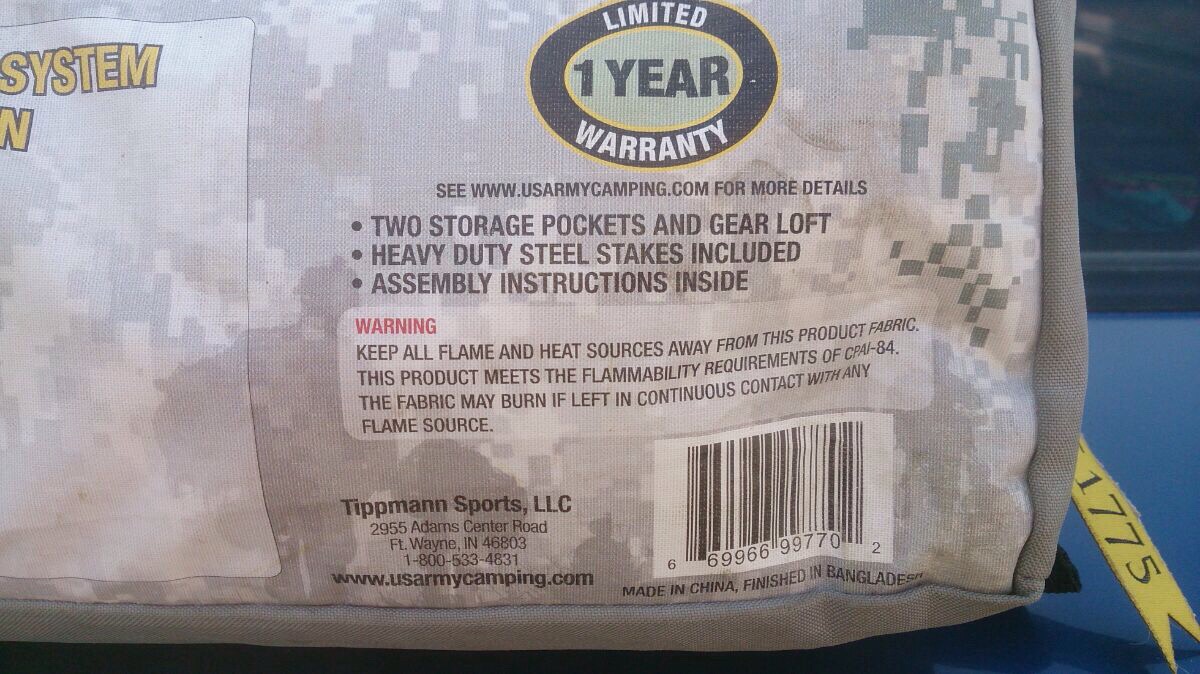 SYSTEM
N
LIMITED
1 YEAR
WARRANTY
SEE WWW.USARMYCAMPING.COM FOR MORE DETAILS
• TWO STORAGE POCKETS AND GEAR LOFT
• HEAVY DUTY STEEL STAKES INCLUDED
• ASSEMBLY INSTRUCTIONS INSIDE
WARNING
KEEP ALL FLAME AND HEAT SOURCES AWAY FROM THIS PRODUCT FABRIC.
THIS PRODUCT MEETS THE FLAMMABILITY REQUIREMENTS OF CPAI-84.
THE FABRIC MAY BURN IF LEFT IN CONTINUOUS CONTACT WITH ANY
FLAME SOURCE.
Tippmann Sports, LLC
2955 Adams Center Road
Ft. Wayne, IN 46803
1-800-533-4831
www.usarmycamping.com
6 69966 99770 2
MADE IN CHINA, FINISHED IN BANGLADESH
1775